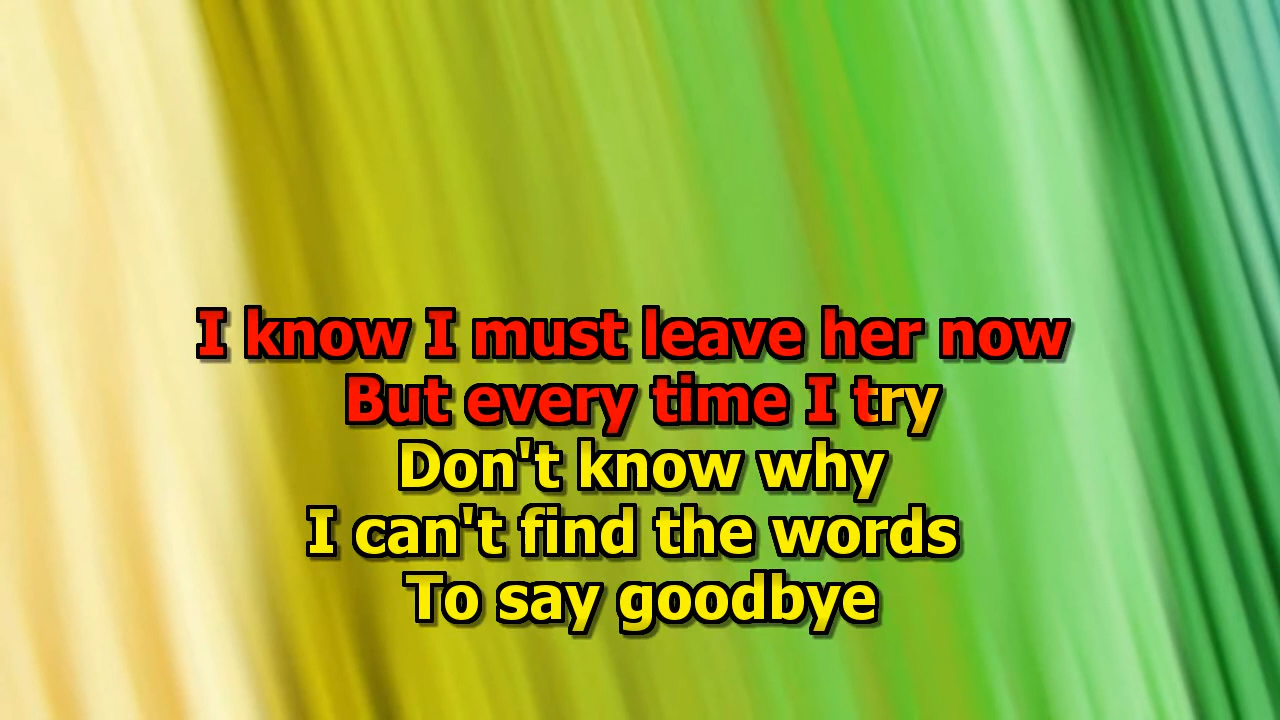 I know I must leave her now
But every time I try
Don't know why
I can't find the words
To say goodbye